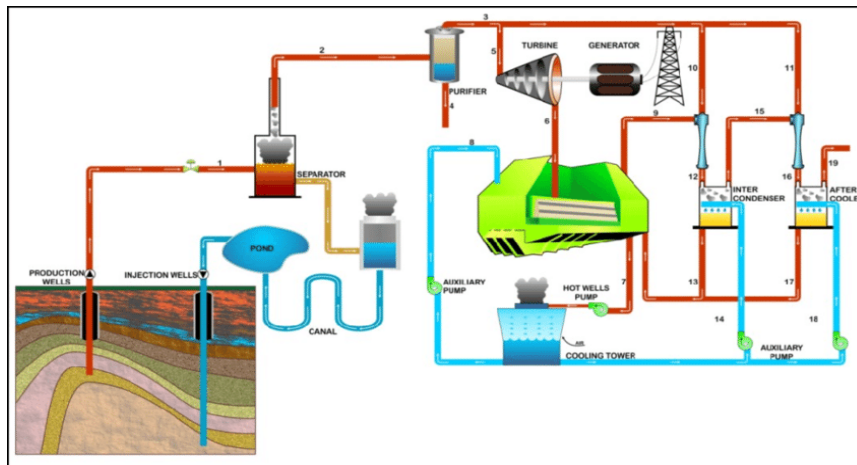 3
2
5
TURBINE
GENERATOR
10
11
PURIFIER
4
6
9
15
8
1
SEPARATOR
12
16
19
INTER
CONDENSER
AFTER
COOLE
POND
PRODUCTION
WELLS
INJECTION WELLS
CANAL
AUXILIARY
PUMP
HOT WELLS
PUMP
7
13
17
14
18
AIR
COOLING TOWER
AUXILIARY
PUMP